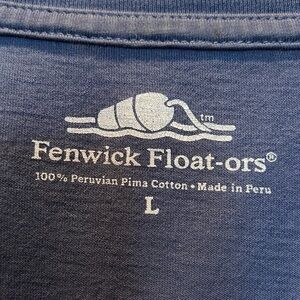 tm
Fenwick Float-ors®
100% Peruvian Pima Cotton • Made in Peru
L